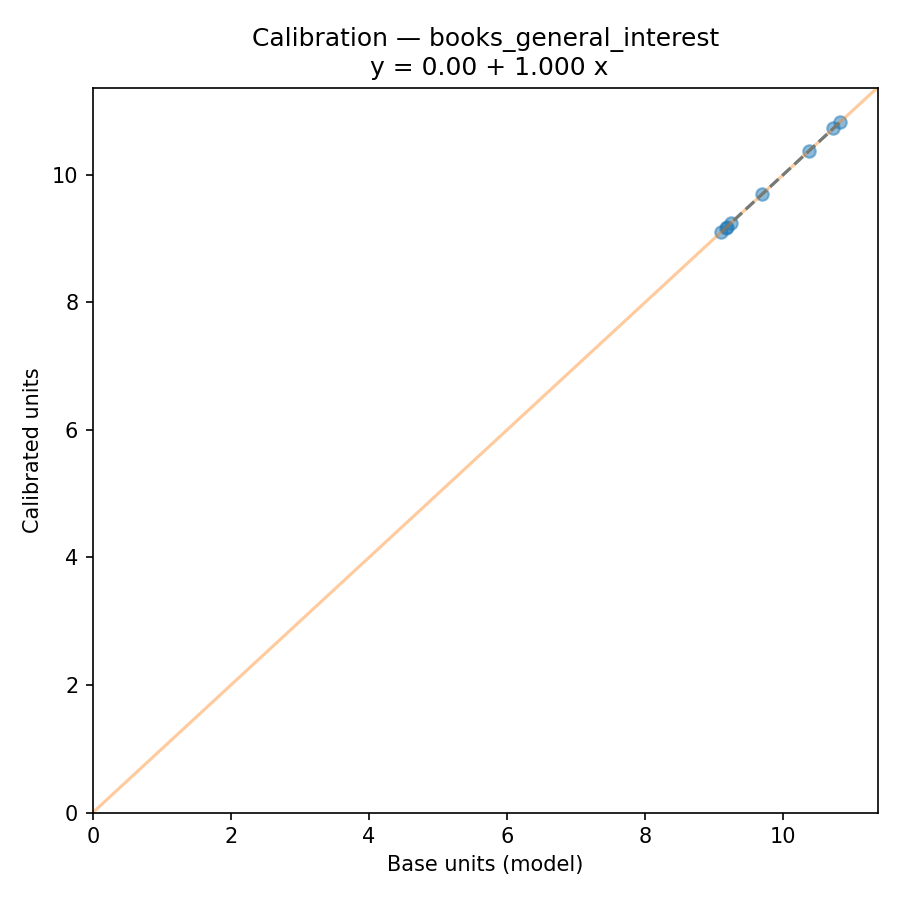 Calibration — books_general_interest
y = 0.00 + 1.000 x
Calibrated units
10
8
6
4
2
0
0 2 4 6 8 10
Base units (model)